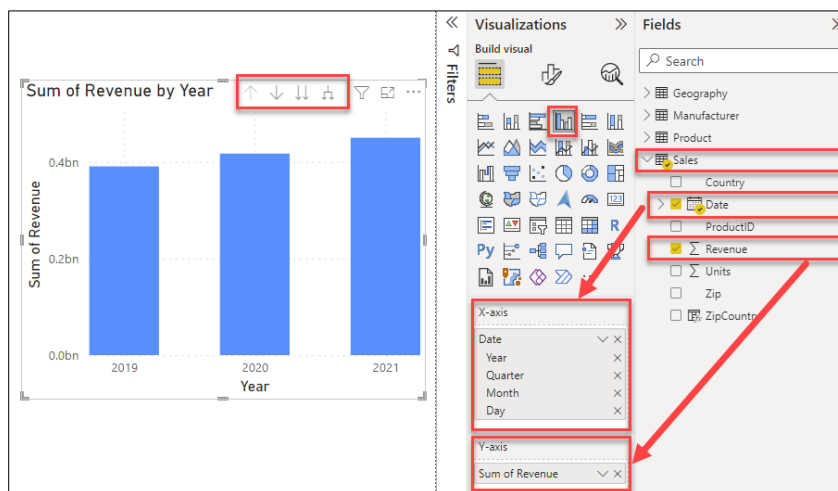 Sum of Revenue by Year
0.4bn
0.2bn
0.0bn
Sum of Revenue
2019
2020
2021
Year
Filters
Visualizations
Build visual
123
R
Py
X-axis
Date
Year
Quarter
Month
Day
Y-axis
Sum of Revenue
Fields
Search
Geography
Manufacturer
Product
Sales
Country
Date
ProductID
Revenue
Units
Zip